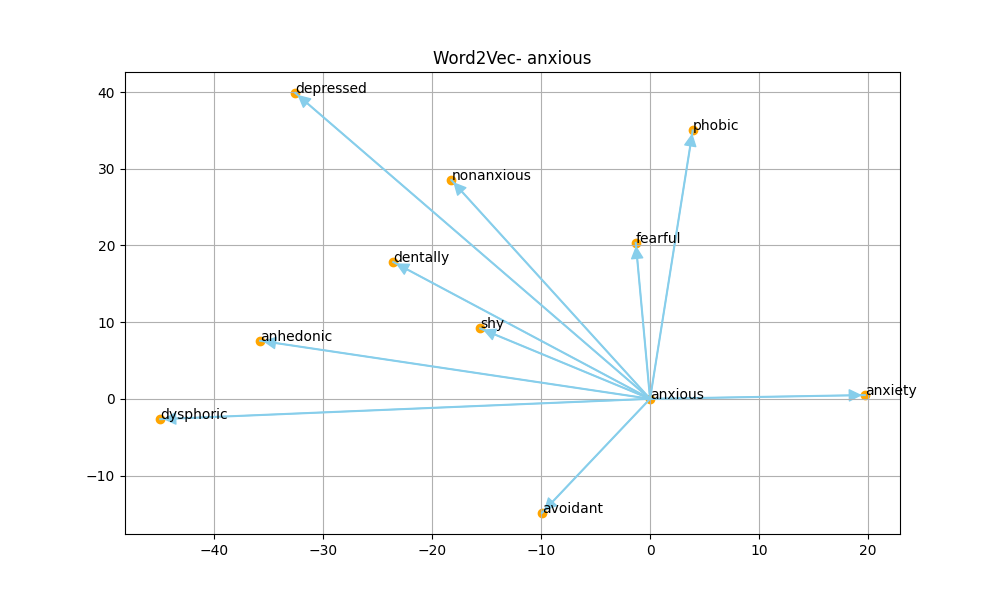 Word2Vec- anxious
depressed
phobic
nonanxious
fearful
dentally
shy
anhedonic
anxious
anxiety
dysphoric
avoidant
40
30
20
10
0
−10
−40
−30
−20
−10
0
10
20